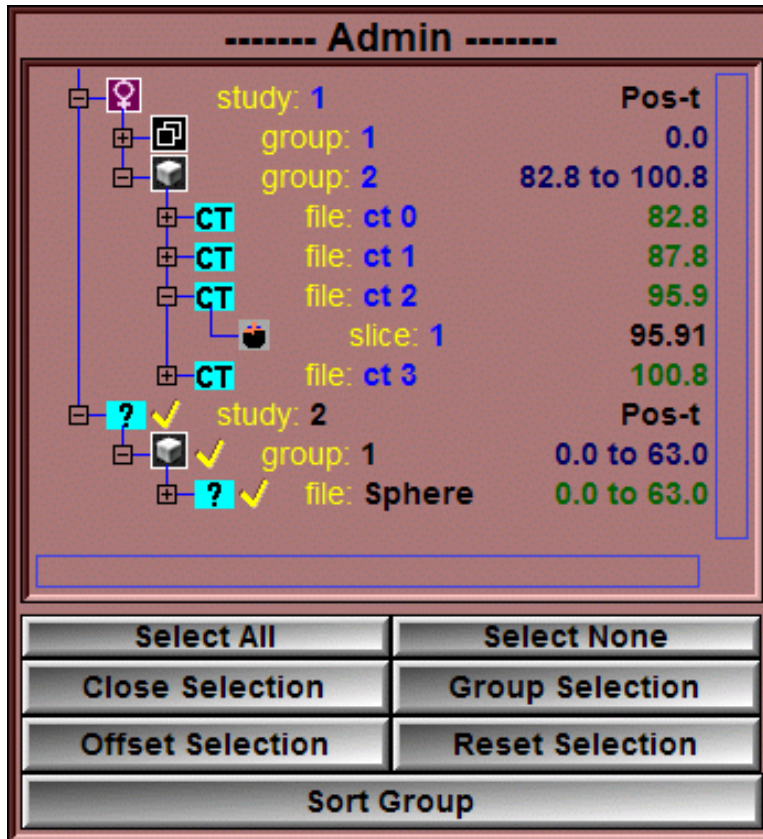 ------- Admin -------
study: 1 Pos-t
group: 1 0.0
group: 2 82.8 to 100.8
CT file: ct 0 82.8
CT file: ct 1 87.8
CT file: ct 2 95.9
slice: 1 95.91
CT file: ct 3 100.8
? study: 2 Pos-t
group: 1 0.0 to 63.0
? file: Sphere 0.0 to 63.0
Select All Select None
Close Selection Group Selection
Offset Selection Reset Selection
Sort Group